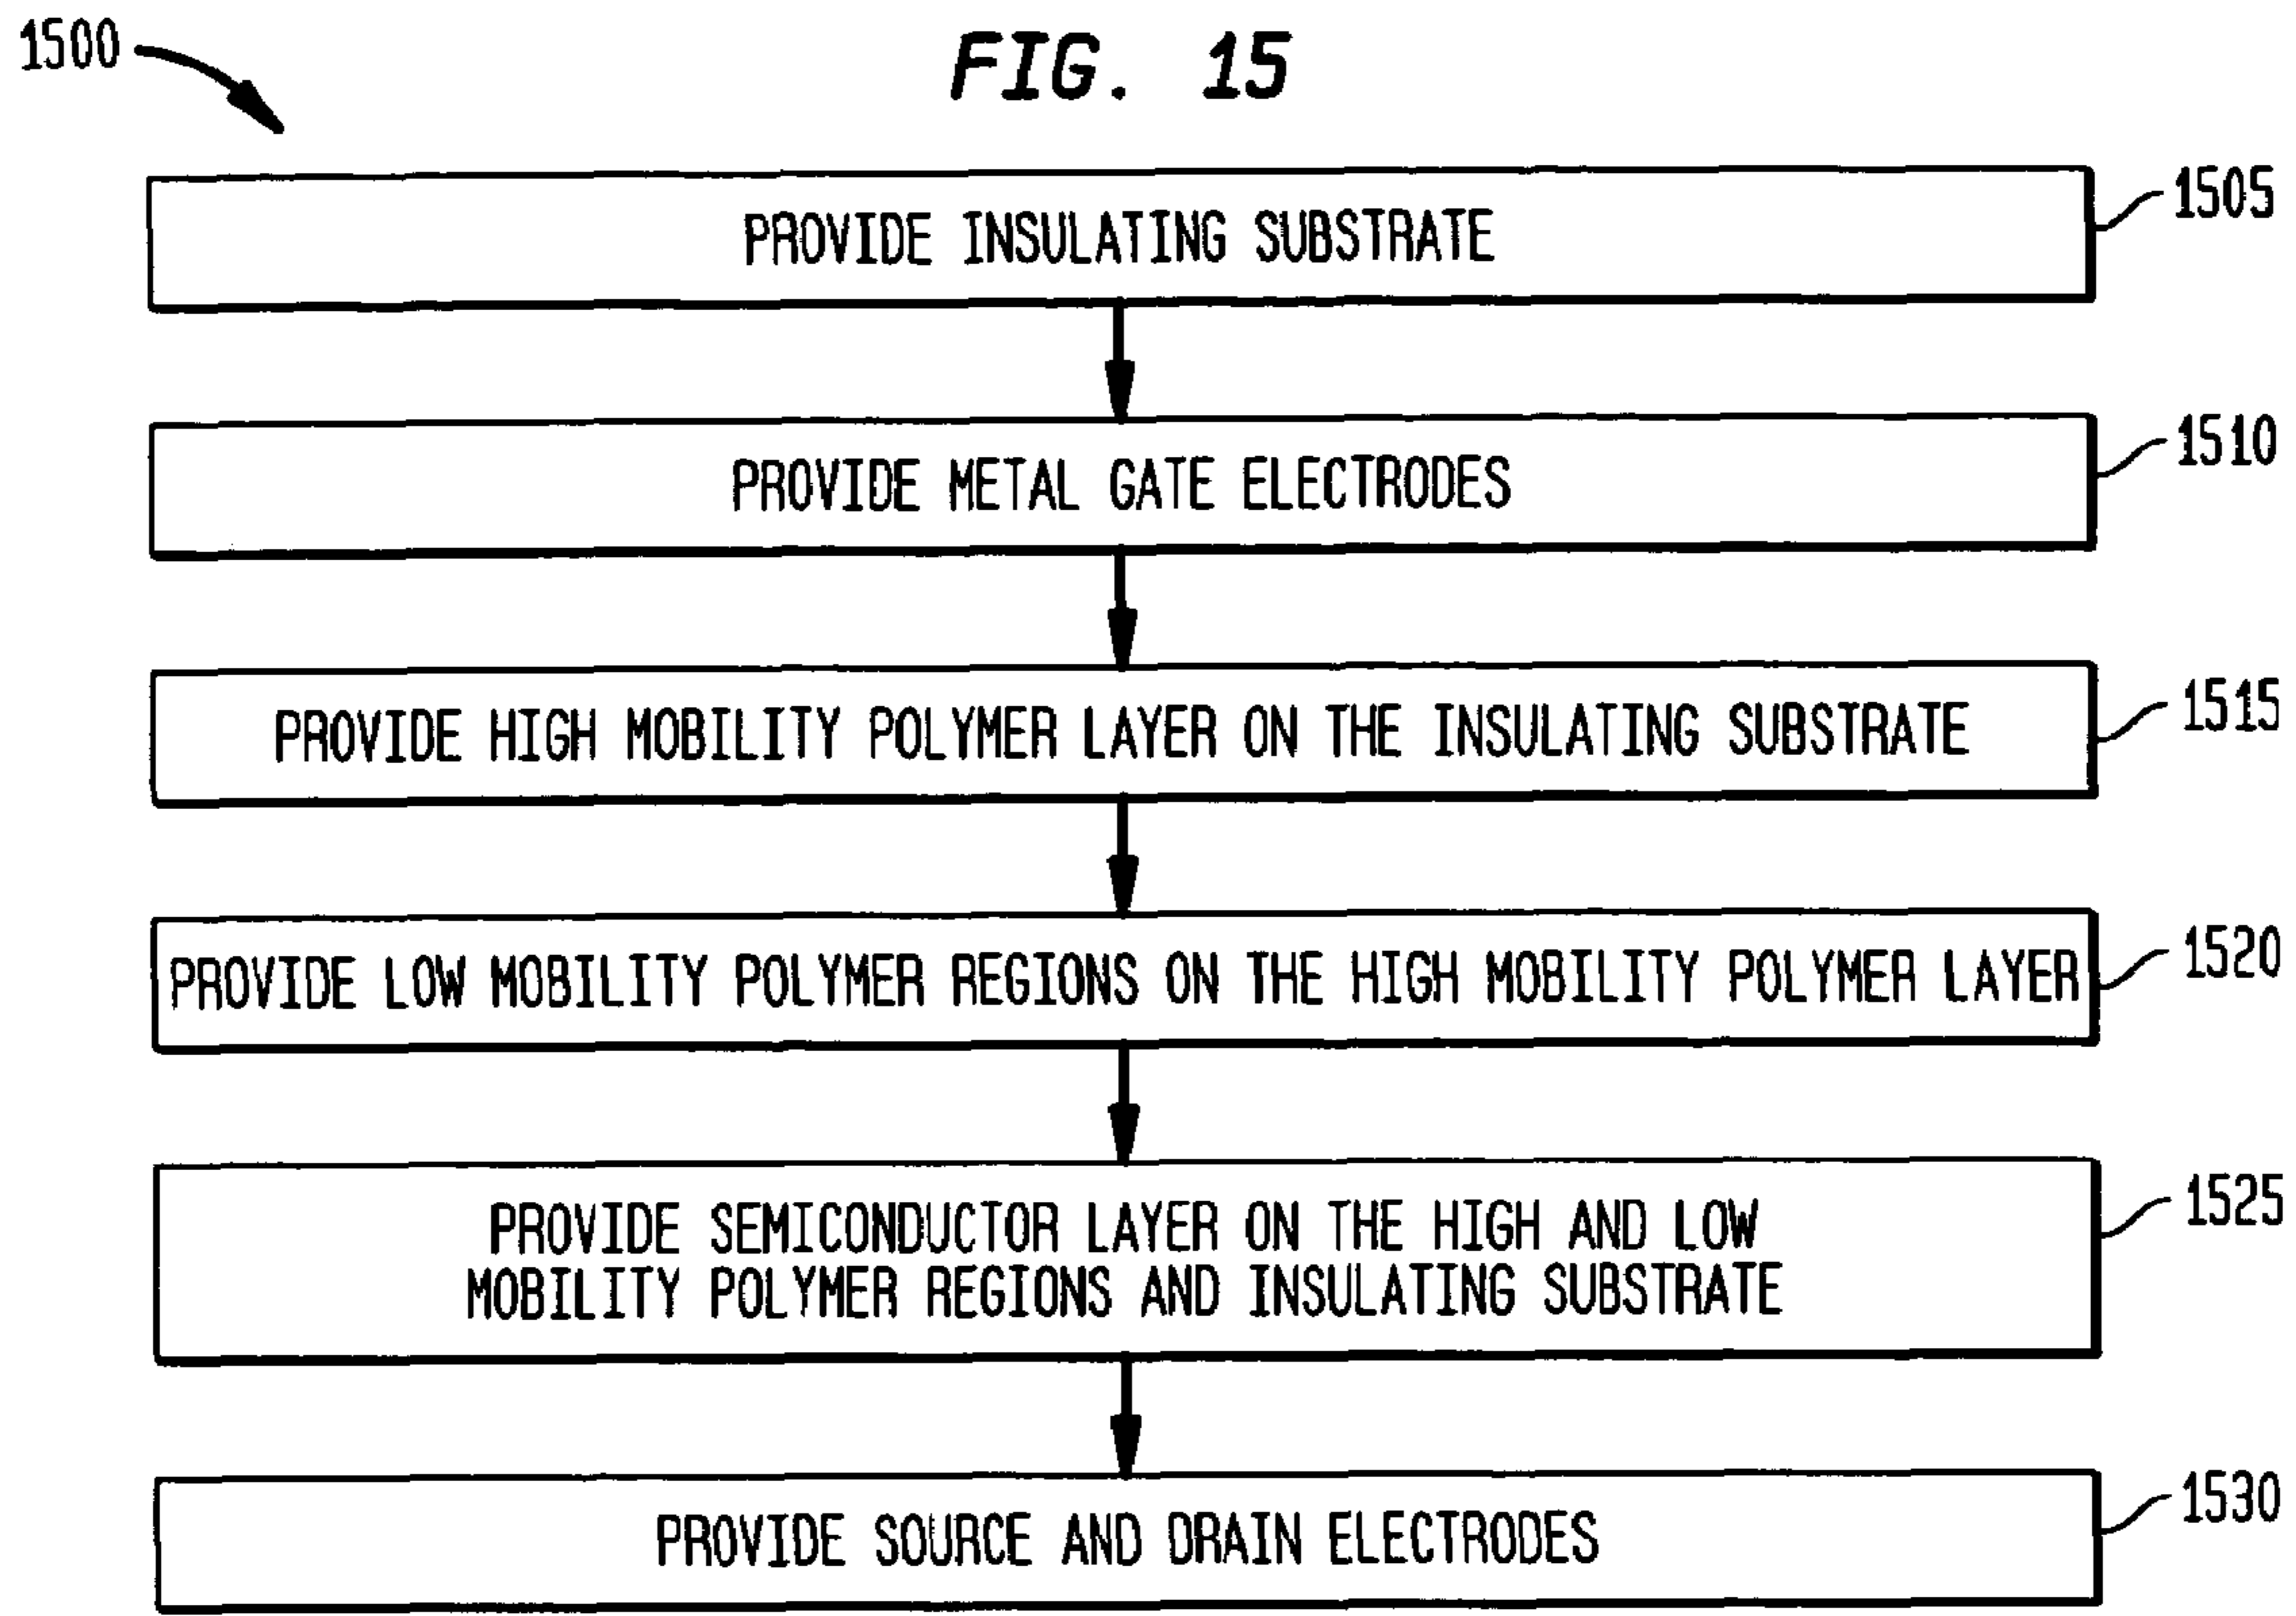 1500
FIG. 15
PROVIDE INSULATING SUBSTRATE
1505
PROVIDE METAL GATE ELECTRODES
1510
PROVIDE HIGH MOBILITY POLYMER LAYER ON THE INSULATING SUBSTRATE
1515
PROVIDE LOW MOBILITY POLYMER REGIONS ON THE HIGH MOBILITY POLYMER LAYER
1520
PROVIDE SEMICONDUCTOR LAYER ON THE HIGH AND LOW
MOBILITY POLYMER REGIONS AND INSULATING SUBSTRATE
1525
PROVIDE SOURCE AND DRAIN ELECTRODES
1530